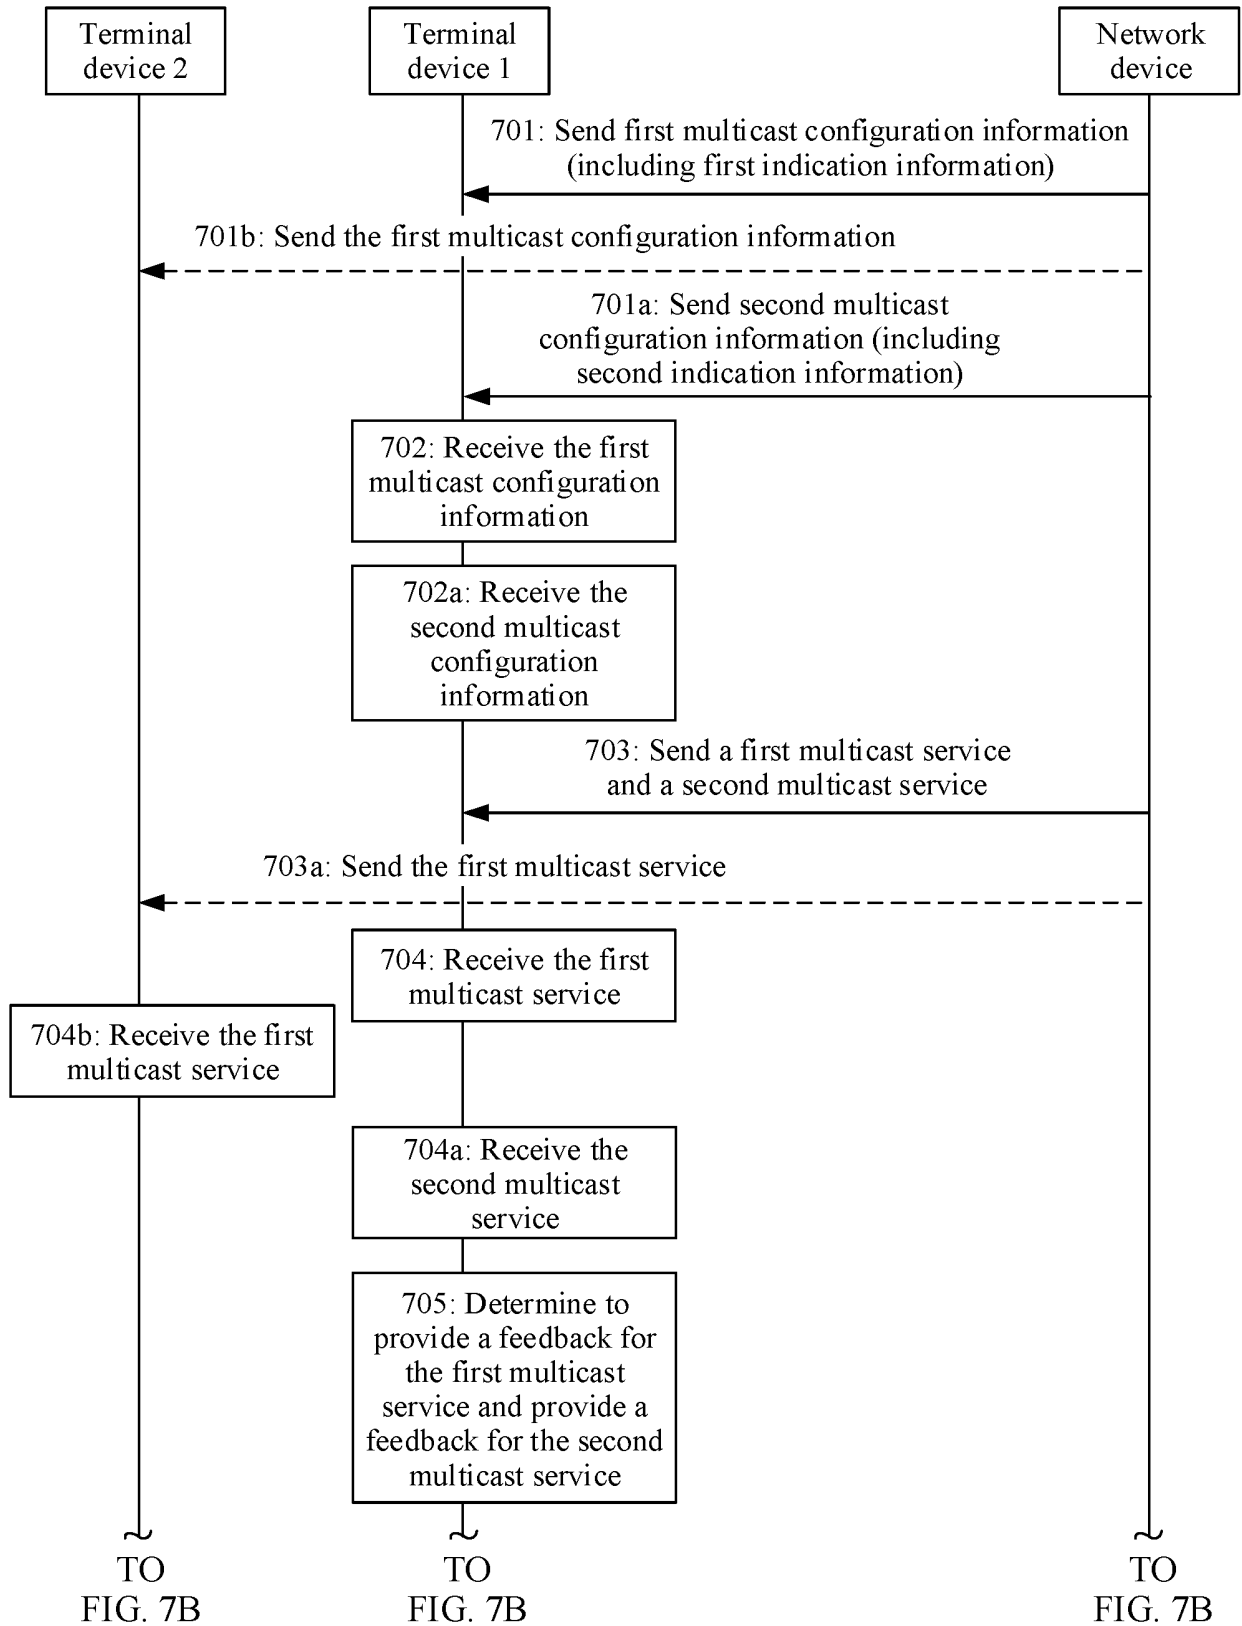 Terminal
device 2
Terminal
device 1
Network
device
701: Send first multicast configuration information
(including first indication information)
701b: Send the first multicast configuration information
701a: Send second multicast
configuration information (including
second indication information)
702: Receive the first
multicast configuration
information
702a: Receive the
second multicast
configuration
information
703: Send a first multicast service
and a second multicast service
703a: Send the first multicast service
704: Receive the first
multicast service
704b: Receive the first
multicast service
704a: Receive the
second multicast
service
705: Determine to
provide a feedback for
the first multicast
service and provide a
feedback for the second
multicast service
TO
FIG. 7B
TO
FIG. 7B
TO
FIG. 7B